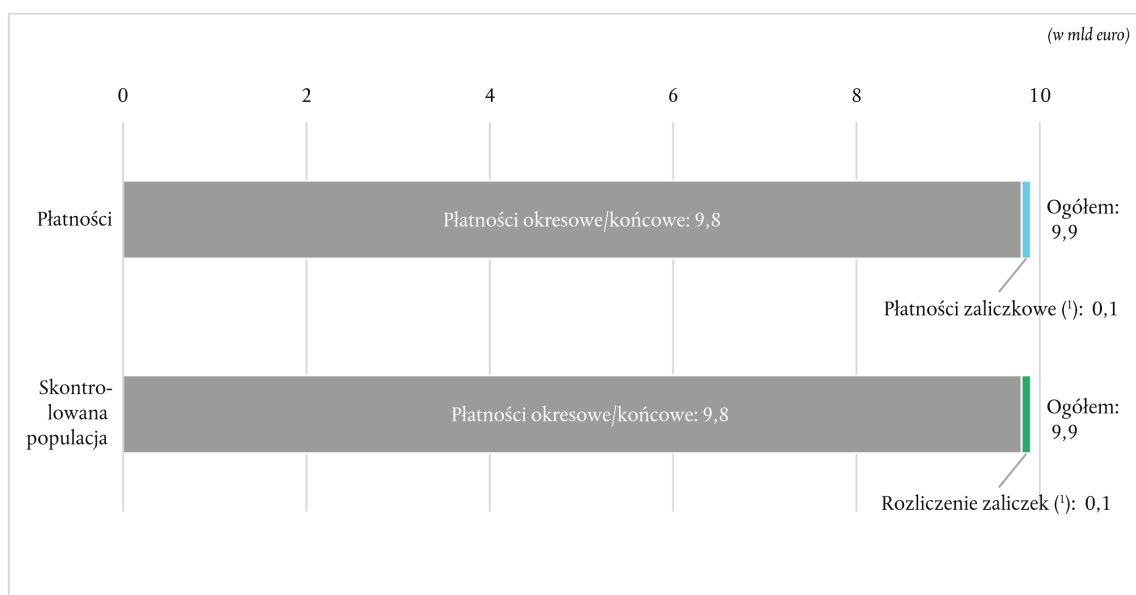 (w mld euro)
0 2 4 6 8 10
Płatności
Płatności okresowe/końcowe: 9,8
Ogółem:
9,9
Płatności zaliczkowe (¹): 0,1
Skontro-
lowana
populacja
Płatności okresowe/końcowe: 9,8
Ogółem:
9,9
Rozliczenie zaliczek (¹): 0,1